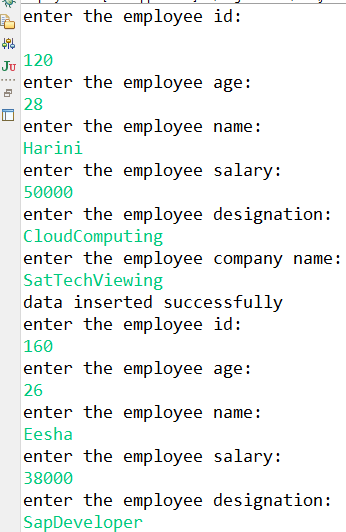 enter the employee id:
120
enter the employee age:
28
enter the employee name:
Harini
enter the employee salary:
50000
enter the employee designation:
CloudComputing
enter the employee company name:
SatTechViewing
data inserted successfully
enter the employee id:
160
enter the employee age:
26
enter the employee name:
Eesha
enter the employee salary:
38000
enter the employee designation:
SapDeveloper